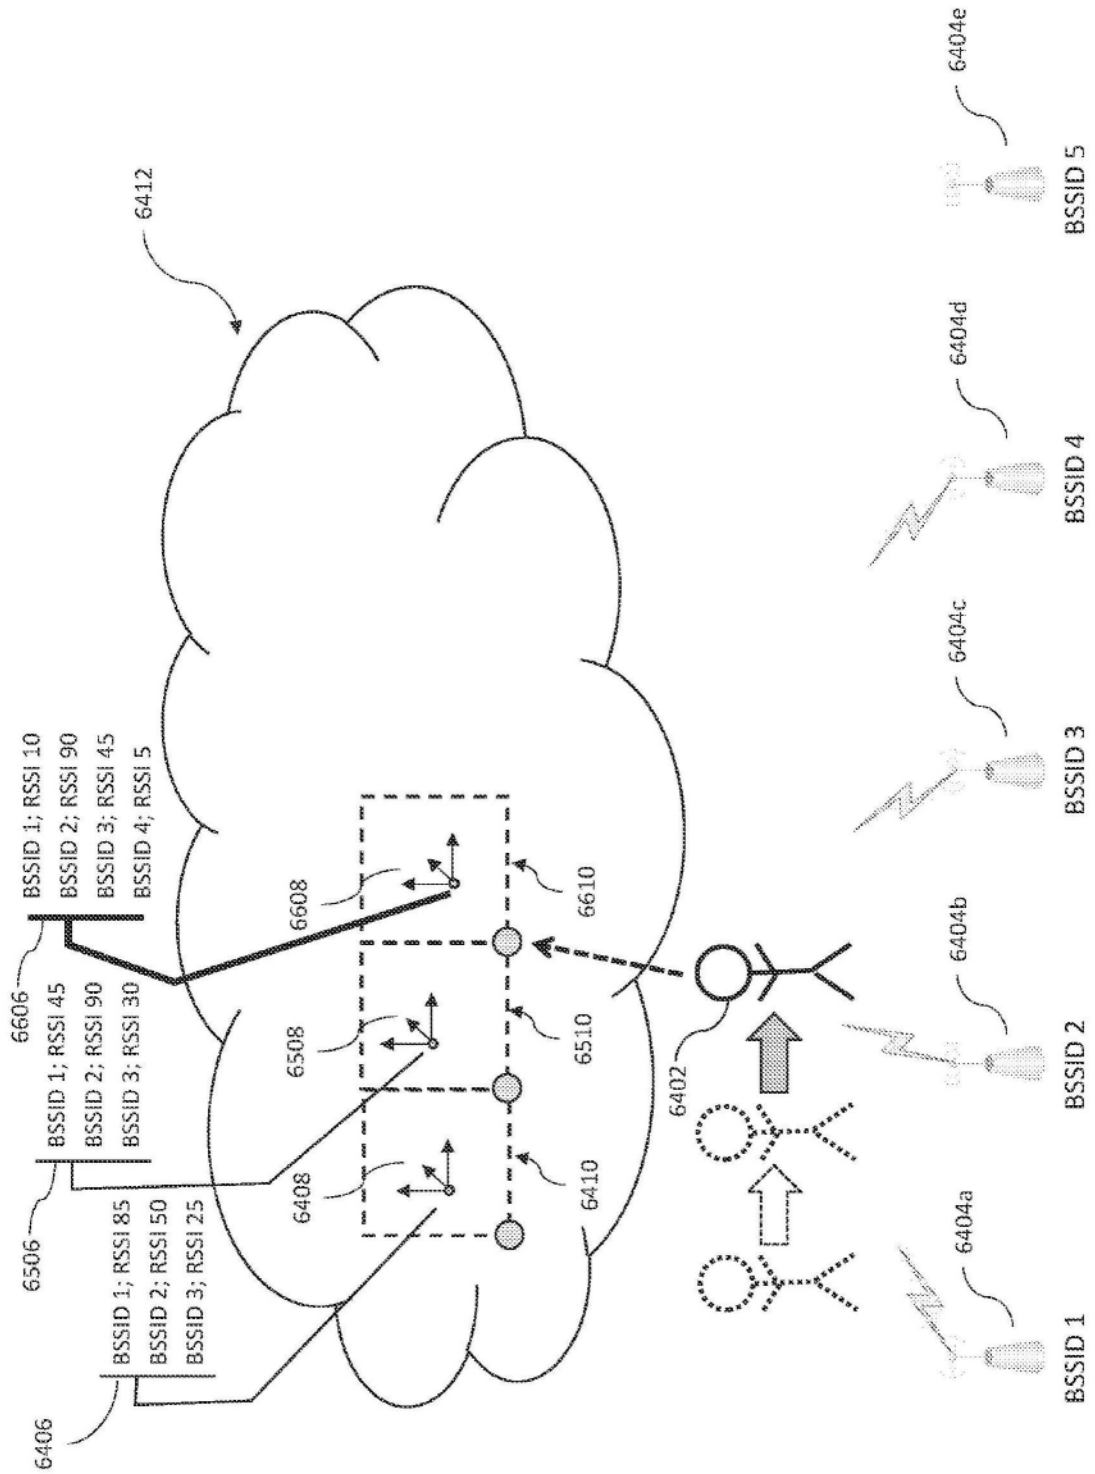 6606
BSSID 1; RSSI 10
BSSID 2; RSSI 90
BSSID 3; RSSI 45
BSSID 4; RSSI 5
6506
BSSID 1; RSSI 45
BSSID 2; RSSI 90
BSSID 3; RSSI 30
6406
BSSID 1; RSSI 85
BSSID 2; RSSI 50
BSSID 3; RSSI 25
6412
6408
6508
6608
6410
6510
6610
6402
6404a
6404b
6404c
6404d
6404e
BSSID 1
BSSID 2
BSSID 3
BSSID 4
BSSID 5